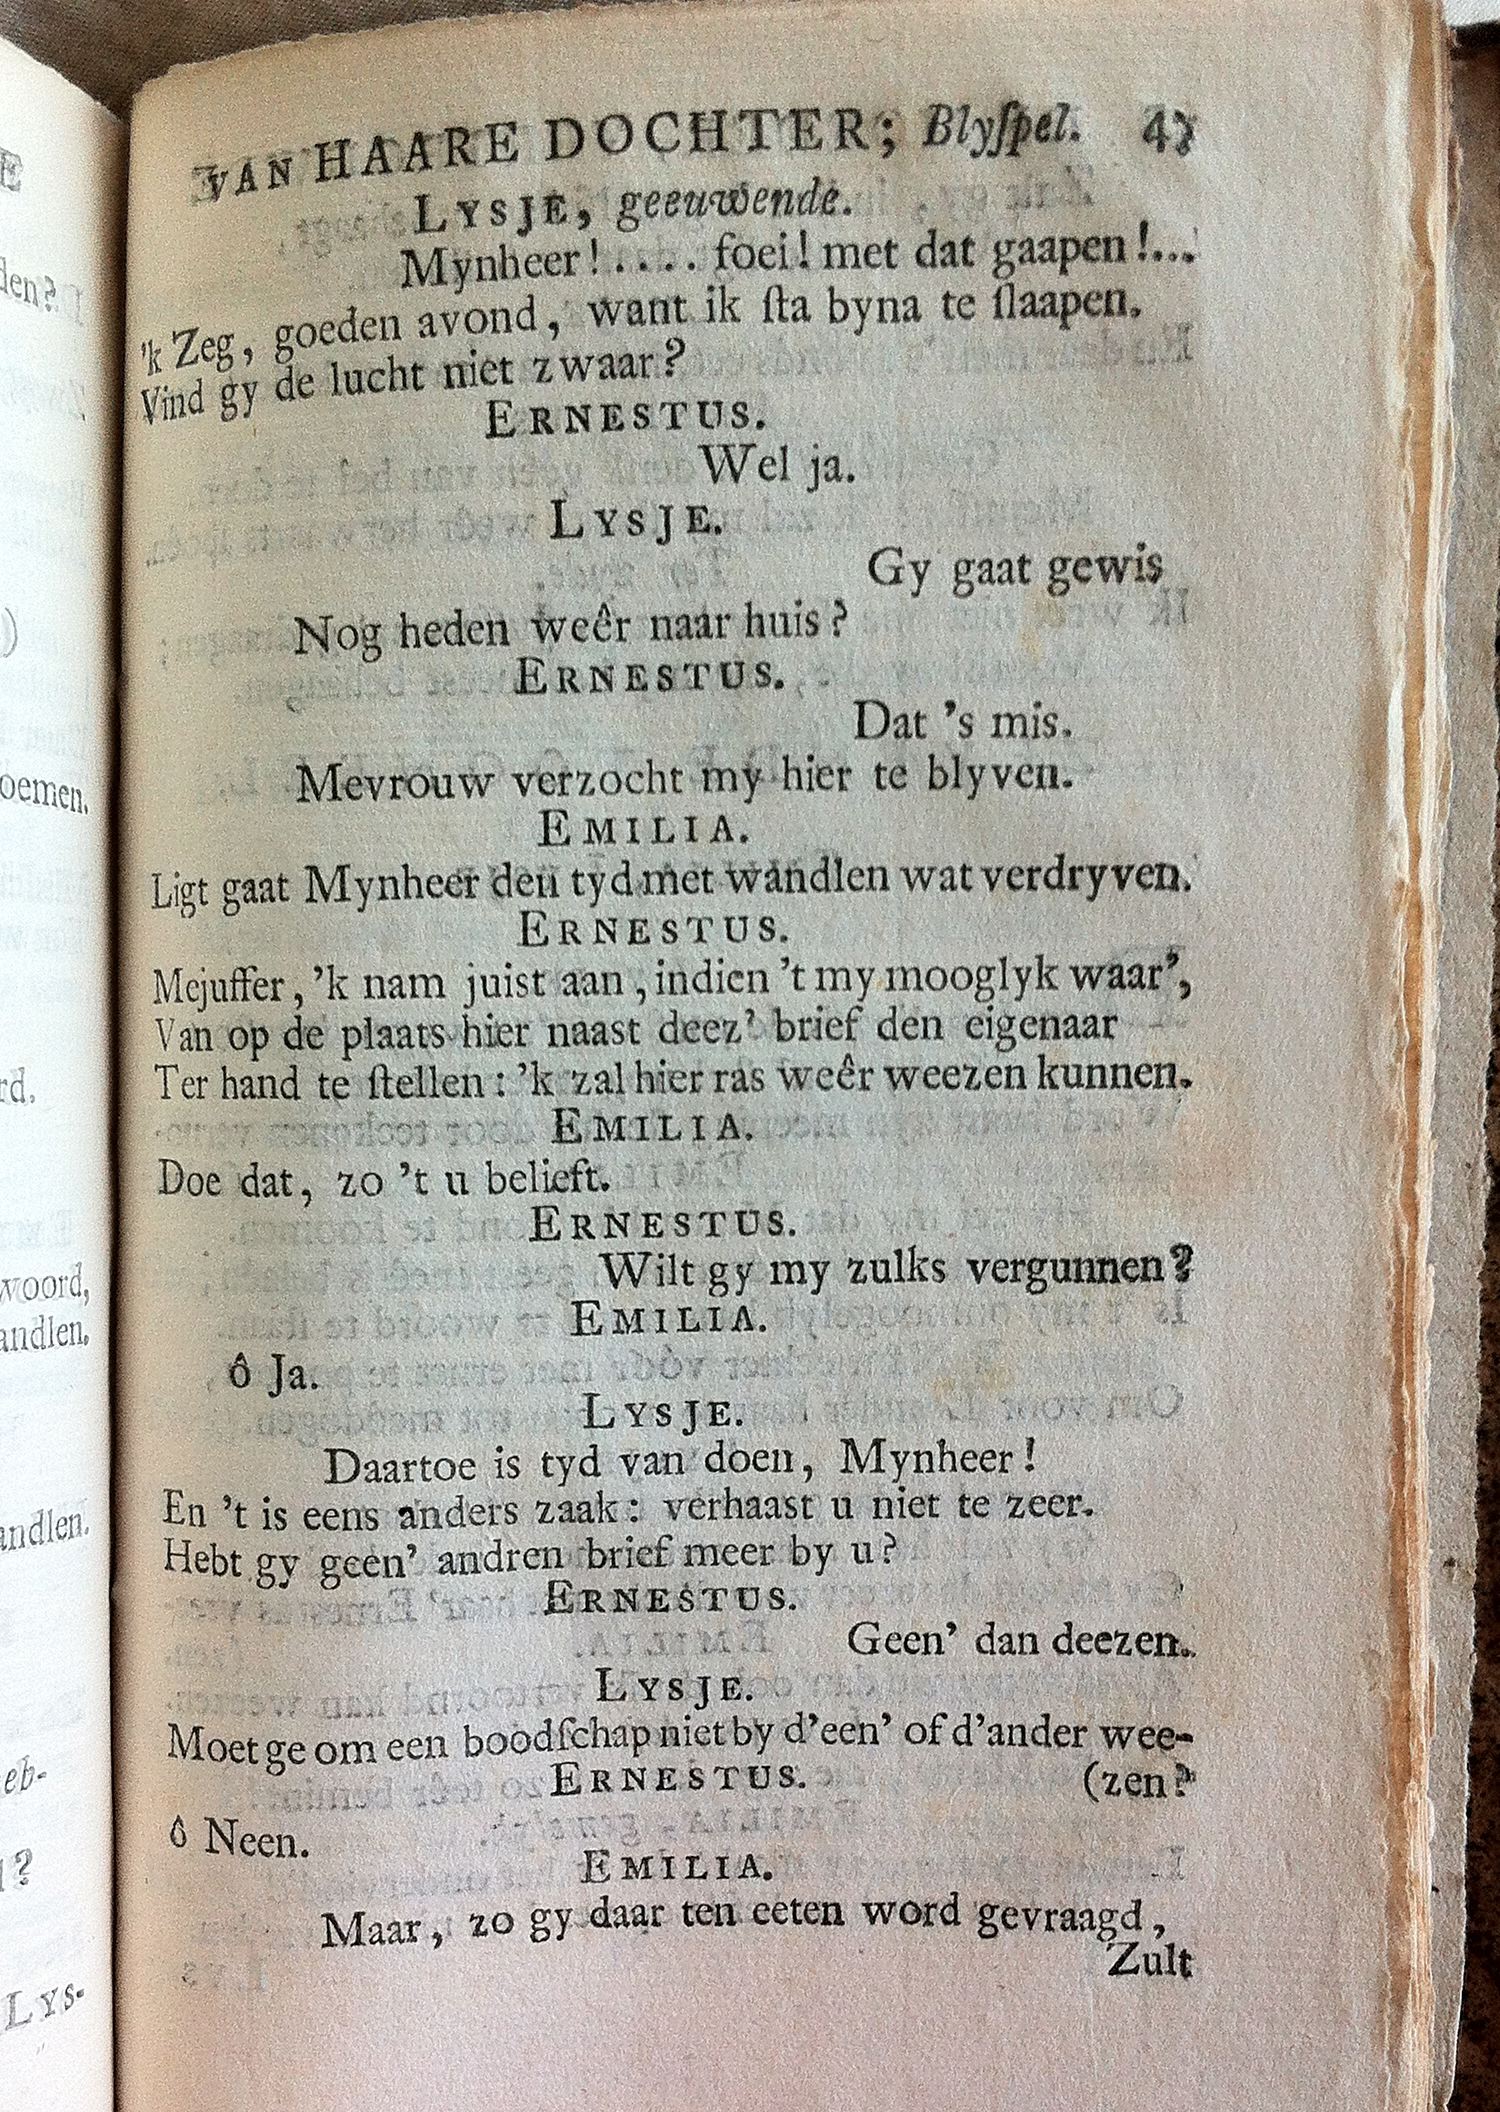 VAN HAARE DOCHTER; Blyſpel. 47
LYSJE, geeuwende.
Mynheer!.... foei! met dat gaapen!...
'k Zeg, goeden avond, want ik ſta byna te ſlaapen.
Vind gy de lucht niet zwaar?
ERNESTUS.
Wel ja.
LYSJE.
Gy gaat gewis
Nog heden weêr naar huis?
ERNESTUS.
Dat 's mis.
Mevrouw verzocht my hier te blyven.
EMILIA.
Ligt gaat Mynheer den tyd met wandlen wat verdryven.
ERNESTUS.
Mejuffer, 'k nam juist aan, indien 't my mooglyk waar',
Van op de plaats hier naast deez' brief den eigenaar
Ter hand te ſtellen: 'k zal hier ras weêr weezen kunnen.
EMILIA.
Doe dat, zo 't u belieft.
ERNESTUS.
Wilt gy my zulks vergunnen?
EMILIA.
ô Ja.
LYSJE.
Daartoe is tyd van doen, Mynheer!
En 't is eens anders zaak: verhaast u niet te zeer.
Hebt gy geen' andren brief meer by u?
ERNESTUS.
Geen' dan deezen.
LYSJE.
Moet ge om een boodſchap niet by d'een' of d'ander wee-
ERNESTUS. (zen?
ô Neen.
EMILIA.
Maar, zo gy daar ten eeten word gevraagd,
Zult